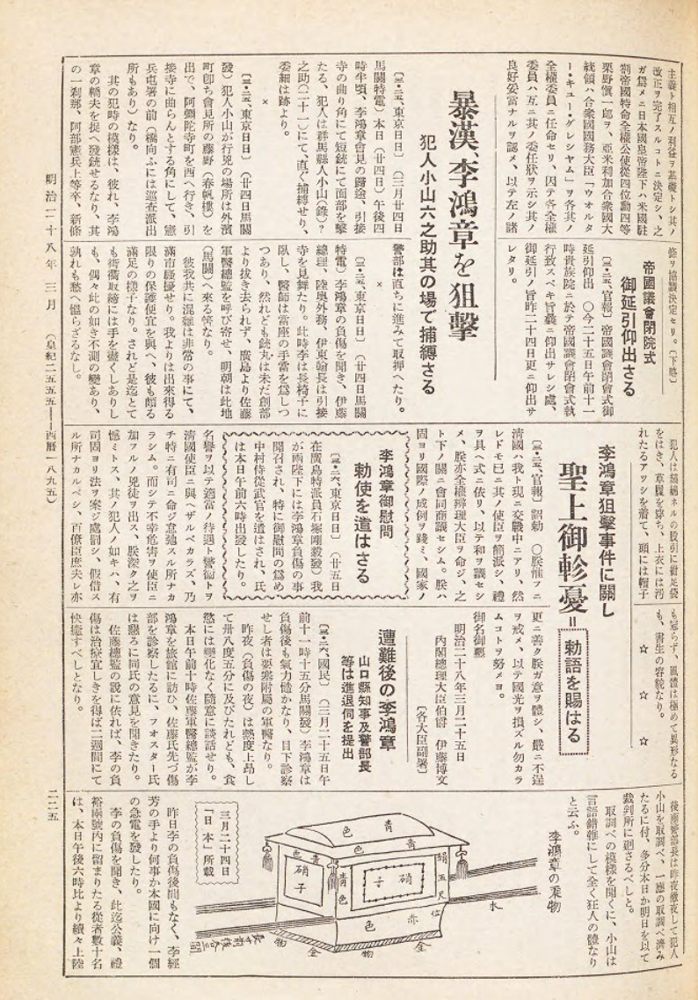 主義ト相互ノ利益ヲ基礎トシ其ノ
改正ヲ完了スルコトニ決定シ、之
ガ爲メニ日本國皇帝陛下ハ米國駐
劄帝國特命全權公使從四位勳四等
栗野愼一郎ヲ、亞米利加合衆國大
統領ハ合衆國國務大臣「ウオルタ
ー・キュー・グレシヤム」ヲ各其ノ
全權委員ニ任命セリ、因テ各全權
委員ハ互ニ其ノ委任狀ヲ示シ其ノ
良好妥當ナルヲ認メ、以テ左ノ諸
條ヲ協議決定セリ。〔下略〕
帝國議會閉院式
御延引仰出さる
〔三・二五、官報〕帝國議會閉會式御
延引仰出 〇今二十五日午前十一
時貴族院ニ於テ帝國議會閉會式執
行致スベキ旨曩ニ仰出サレシ處、
御延引ノ旨昨二十四日更ニ仰出サ
レタリ。
暴漢、李鴻章を狙擊
犯人小山六之助其の場で捕縛さる
〔三・二五、東京日日〕（三月廿四日
馬關特電）本日（廿四日）午後四
時半頃、李鴻章會見の歸途、引接
寺の曲り角にて短銃にて面部を擊
たる、犯人は群馬縣人小山（錄）？
之助（二十一）にて、直ぐ捕縛せり、
委細は跡より。
×
〔三・二五、東京日日〕（廿四日馬關
發）犯人小山が行兇の場所は外濱
町卽ち會見所の藤野（春帆樓）を
出で、阿彌陀寺町を西へ行き、引
接寺に曲らんとする角にして、憲
兵屯署の前（橋向ふには巡査派出
所もあり）なり。
其の犯時の模樣は、彼れ、李鴻
章の轎夫を捉へ發銃せるなり、其
の一刹那、阿部憲兵上等卒、新條
警部は直ちに進みて取押へたり。
×
〔三・二五、東京日日〕（廿四日馬關
特電）李鴻章の負傷を聞き、伊藤
總理、陸奧外務、伊東翰長は引接
寺を見舞たり。此時李は長椅子に
臥し、醫師は當座の手當を爲しつ
つあり、然れども銃丸は未だ創部
より拔き去られず、廣島より佐藤
軍醫總監を呼び寄せ、明朝は此地
（馬關）へ來る筈なり。
彼我共に混雜は非常の事にて、
滿市騷擾せり。我よりは出來得る
限りの保護便宜を與へ、彼も頗る
滿足の樣子なり。されど是迄とて
も街衢取締には手を盡くしありし
も、偶々此の如き不測の變あり、
孰れも愁へ慍らざるなし。
犯人は縞綿ネルの股引に紺足袋
をはき、草履を穿ち、上衣には汚
れたるアツシを着て、頭には帽子
も冠らず、風體は極めて異形なる
も、書生の容貌なり。
☆ ☆ ☆
李鴻章狙擊事件に關し
聖上御軫憂=勅語を賜はる
〔三・二五、官報〕詔勅 〇朕惟フニ
淸國ハ我ト現ニ交戰中ニアリ、然
レドモ已ニ其ノ使臣ヲ簡派シ、禮
ヲ具ヘ式ニ依リ、以テ和ヲ議セシ
メ、朕亦全權辨理大臣ヲ命ジ、之
ト下ノ關ニ會同商議セシム。朕ハ
固ヨリ國際ノ成例ヲ踐ミ、國家ノ
名譽ヲ以テ適當ノ待遇ト警衞トヲ
淸國使臣ニ與ヘザルベカラズ、乃
チ特ニ有司ニ命ジ怠弛スル所ナカ
ラシム。而シテ不幸危害ヲ使臣ニ
加フルノ兇徒ヲ出ス、朕深ク之ヲ
憾ミトス、其ノ犯人ノ如キハ、有
司固ヨリ法ヲ案ジ處罰シ、假借ス
ル所ナカルベシ、百僚臣庶夫レ亦
更ニ善ク朕ガ意ヲ體シ、嚴ニ不逞
ヲ戒メ、以テ國光ヲ損ズル勿カラ
ムコトヲ努メヨ。
御名御璽
明治二十八年三月二十五日
內閣總理大臣伯爵 伊藤博文
〔各大臣副署〕
李鴻章御慰問
勅使を遣はさる
〔三・二六、東京日日〕（廿五日
在廣島特派員石塚剛毅發）我
が兩陛下には李鴻章負傷の事
聞召され、特に御慰問の爲め
中村侍從武官を遣はされ、氏
は本日午前六時出發したり。
遭難後の李鴻章
山口縣知事及警部長
等は進退伺を提出
〔三・二六、國民〕（三月二十五日午
前十一時十五分馬關發）李鴻章は
負傷後も氣力慥かなり、目下診察
せし者は要塞附屬の軍醫なり。
昨夜（負傷の夜）は熱度上昂し
て卅八度五分に及びたれども、食
慾には變化なく隨意に談話せり。
本日午前十時佐藤軍醫總監が李
鴻章を旅館に訪ひ、佐藤氏先づ傷
部を診察したるに、フオスター氏
は懇ろに同氏の意見を聞きたり。
佐藤總監の說に依れば、李の負
傷は治療宜しきを得ば二週間にて
快癒すべしとなり。
後藤警部長は昨夜徹夜して犯人
小山を取調べ、一應の取調べ濟み
たるに付、多分本日か明日を以て
裁判所に廻さるべしと。
取調べの模樣を聞くに、小山は
言語錯雜にして全く狂人の體なり
と云ふ。
李鴻章の乘物
靑色
靑色
硝子
硝子
靑色
赤色
絹五尺位
木
金物
金物
三月二十四日
「日本」所載
昨日李の負傷後間もなく、李經
芳の手より何事か本國に向け一個
の急電を發したり。
李の負傷を聞き、此迄公義、禮
裕兩號內に留まりたる從者數十名
は、本日午後六時比より續々上陸
明治二十八年 三月 （皇紀二五五五——西曆一八九五）
二二五